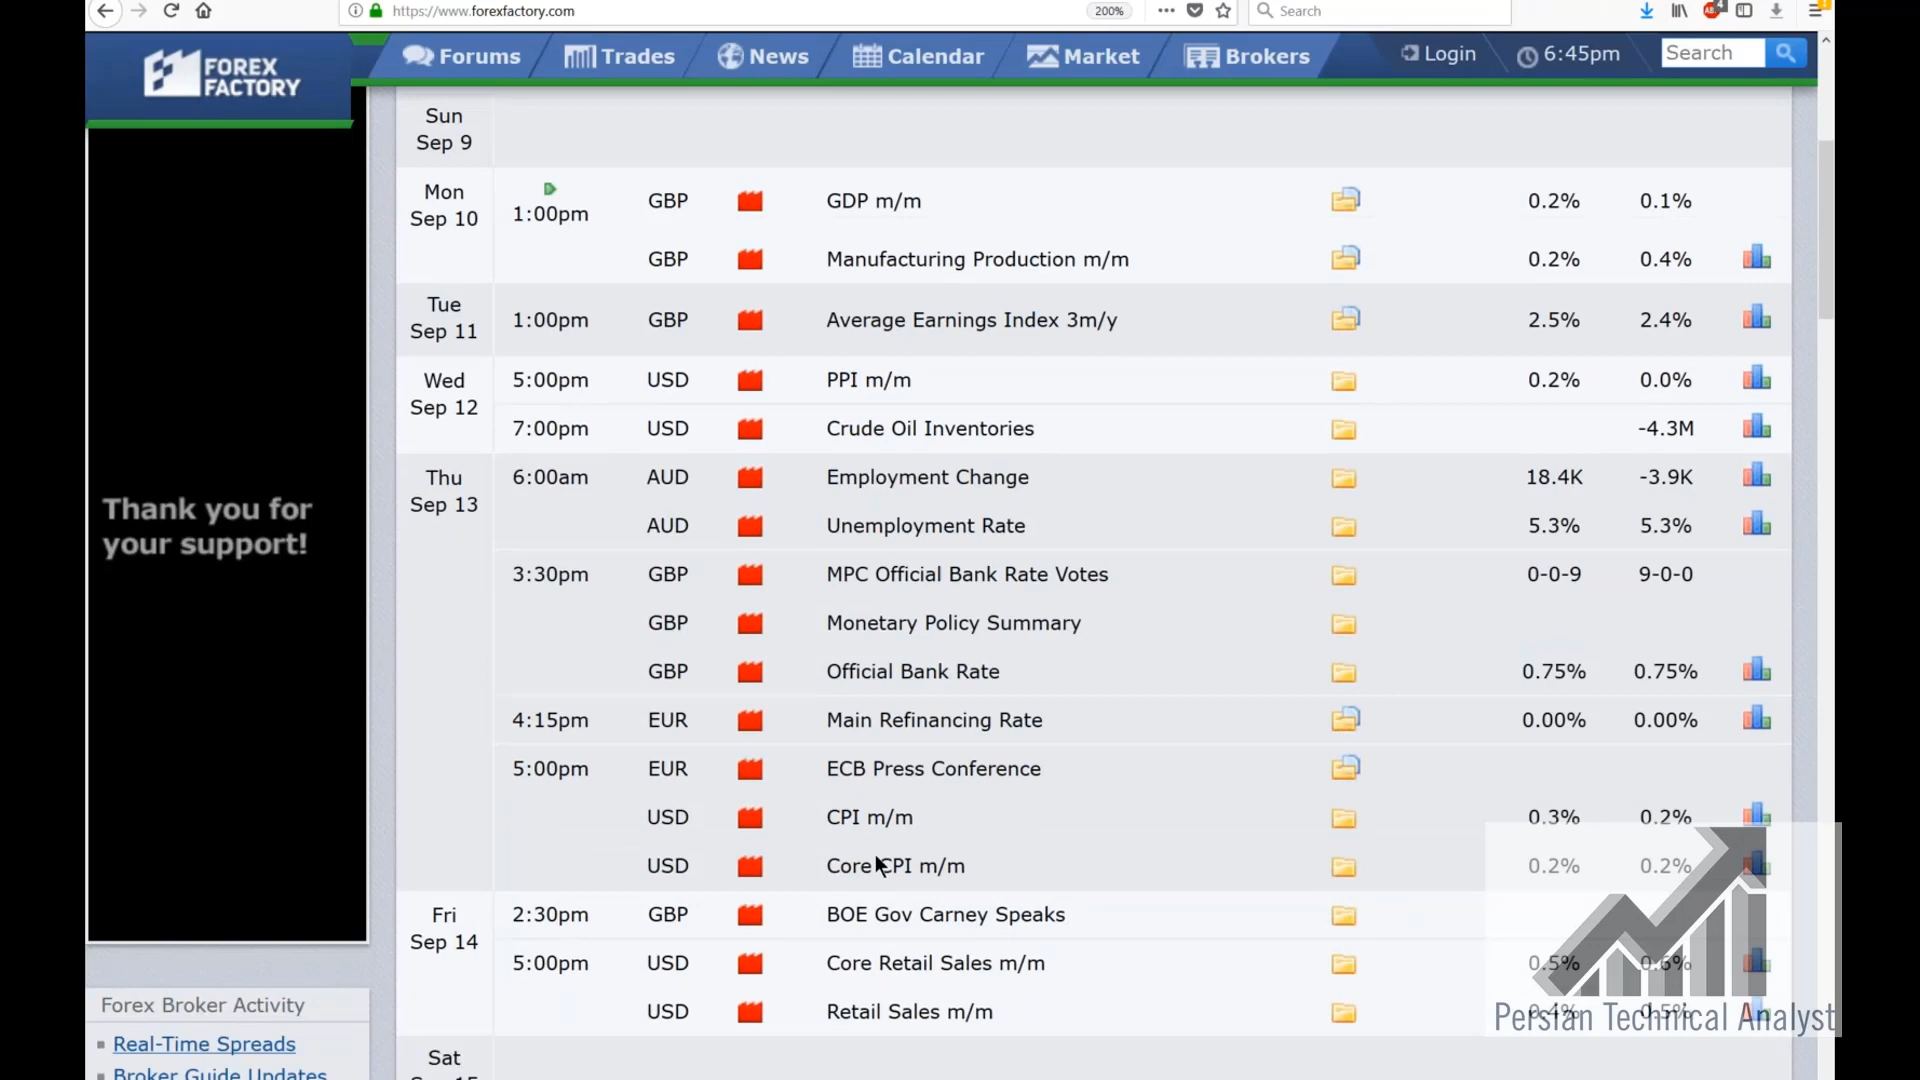 https://www.forexfactory.com
200%
Search
4
FOREX
FACTORY
Forums
Trades
News
Calendar
Market
Brokers
Login
6:45pm
Search
Sun
Sep 9
Mon
Sep 10
1:00pm GBP GDP m/m 0.2% 0.1%
GBP Manufacturing Production m/m 0.2% 0.4%
Tue
Sep 11
1:00pm GBP Average Earnings Index 3m/y 2.5% 2.4%
Wed
Sep 12
5:00pm USD PPI m/m 0.2% 0.0%
7:00pm USD Crude Oil Inventories -4.3M
Thu
Sep 13
6:00am AUD Employment Change 18.4K -3.9K
AUD Unemployment Rate 5.3% 5.3%
3:30pm GBP MPC Official Bank Rate Votes 0-0-9 9-0-0
GBP Monetary Policy Summary
GBP Official Bank Rate 0.75% 0.75%
4:15pm EUR Main Refinancing Rate 0.00% 0.00%
5:00pm EUR ECB Press Conference
USD CPI m/m 0.3% 0.2%
USD Core CPI m/m 0.2% 0.2%
Fri
Sep 14
2:30pm GBP BOE Gov Carney Speaks
5:00pm USD Core Retail Sales m/m 0.5% 0.6%
USD Retail Sales m/m 0.4% 0.5%
Sat
Thank you for
your support!
Forex Broker Activity
Real-Time Spreads
Broker Guide Updates
Persian Technical Analyst